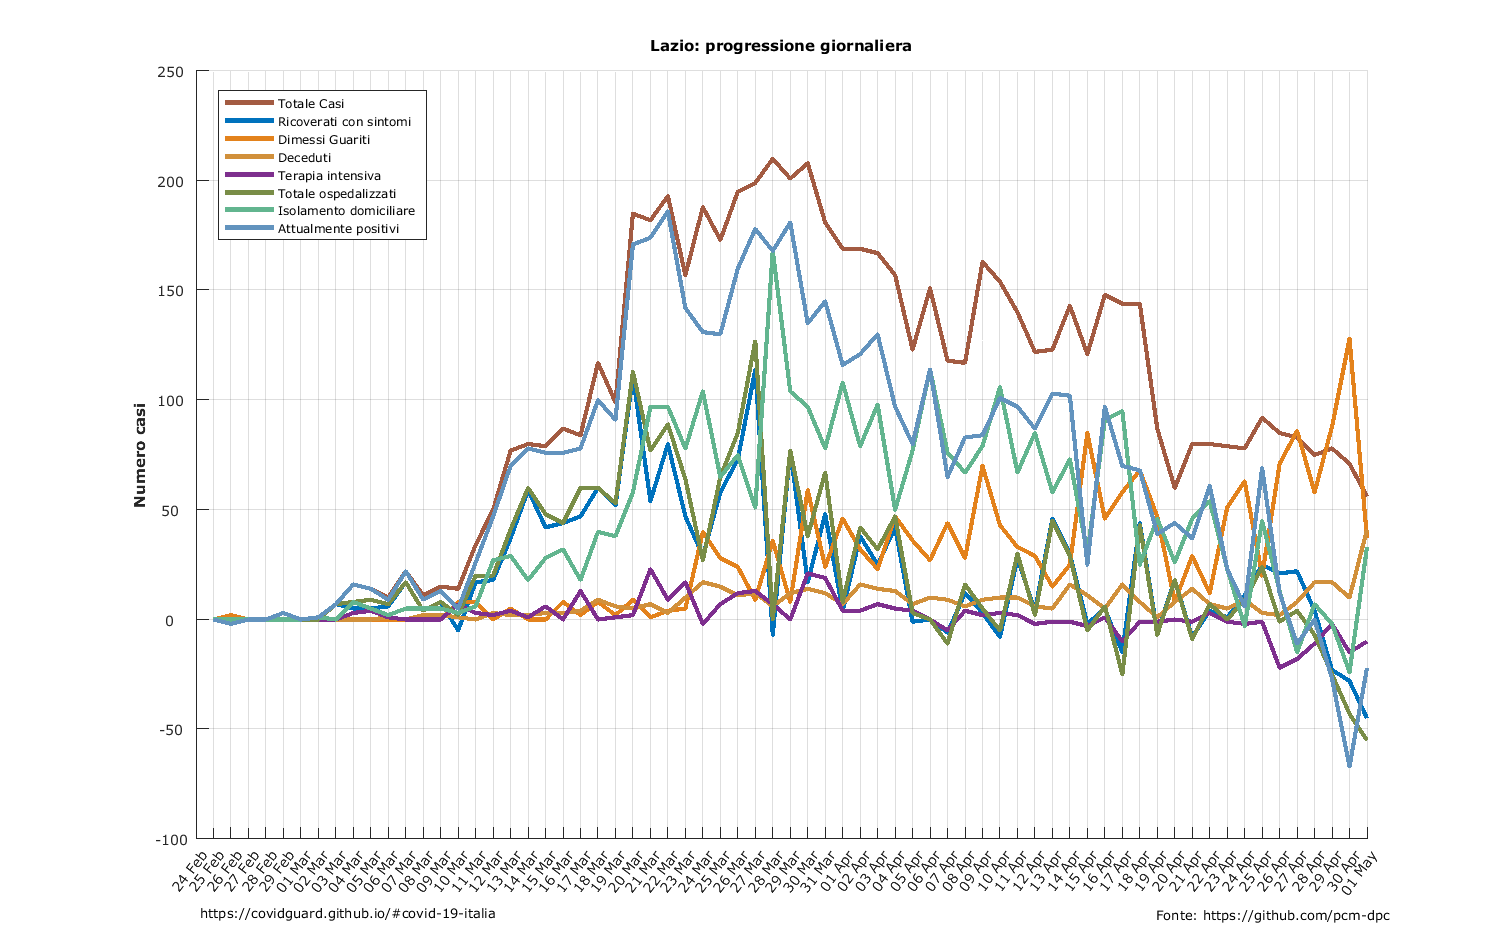 Lazio: progressione giornaliera
250
200
150
100
50
0
-50
-100
Numero casi
Totale Casi
Ricoverati con sintomi
Dimessi Guariti
Deceduti
Terapia intensiva
Totale ospedalizzati
Isolamento domiciliare
Attualmente positivi
24 Feb
25 Feb
26 Feb
27 Feb
28 Feb
29 Feb
01 Mar
02 Mar
03 Mar
04 Mar
05 Mar
06 Mar
07 Mar
08 Mar
09 Mar
10 Mar
11 Mar
12 Mar
13 Mar
14 Mar
15 Mar
16 Mar
17 Mar
18 Mar
19 Mar
20 Mar
21 Mar
22 Mar
23 Mar
24 Mar
25 Mar
26 Mar
27 Mar
28 Mar
29 Mar
30 Mar
31 Mar
01 Apr
02 Apr
03 Apr
04 Apr
05 Apr
06 Apr
07 Apr
08 Apr
09 Apr
10 Apr
11 Apr
12 Apr
13 Apr
14 Apr
15 Apr
16 Apr
17 Apr
18 Apr
19 Apr
20 Apr
21 Apr
22 Apr
23 Apr
24 Apr
25 Apr
26 Apr
27 Apr
28 Apr
29 Apr
30 Apr
01 May
https://covidguard.github.io/#covid-19-italia
Fonte: https://github.com/pcm-dpc